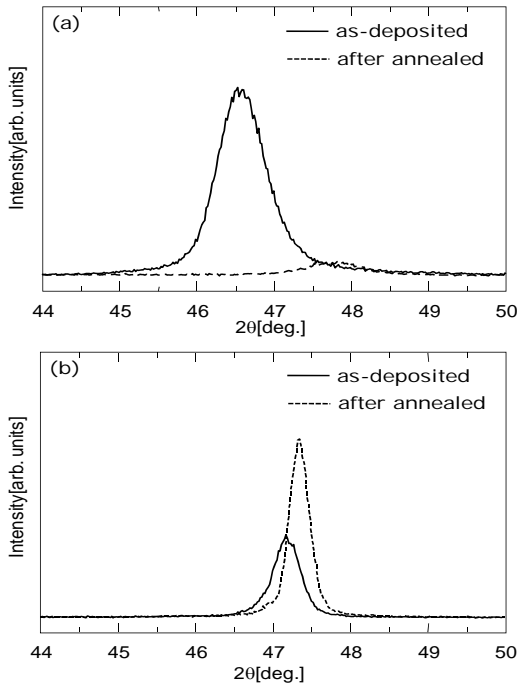 (a)
as-deposited
after annealed
Intensity[arb. units]
44 45 46 47 48 49 50
2θ[deg.]
(b)
as-deposited
after annealed
Intensity[arb. units]
44 45 46 47 48 49 50
2θ[deg.]